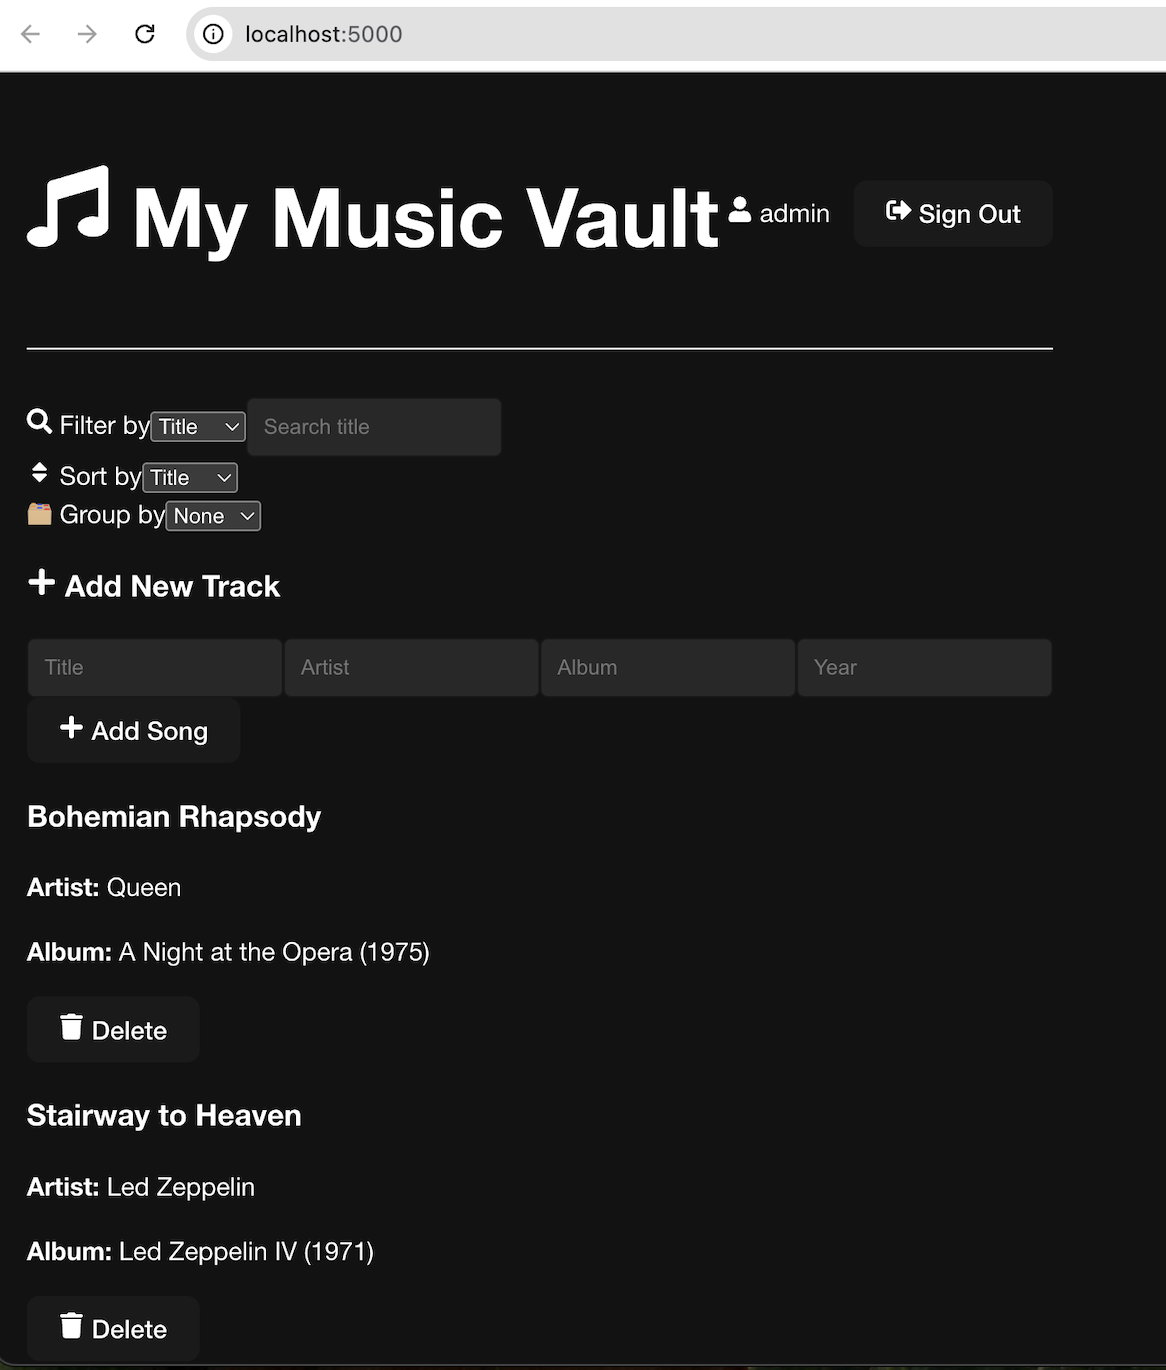 localhost:5000
My Music Vault admin Sign Out
Filter by Title Search title
Sort by Title
Group by None
Add New Track
Title Artist Album Year
Add Song
Bohemian Rhapsody
Artist: Queen
Album: A Night at the Opera (1975)
Delete
Stairway to Heaven
Artist: Led Zeppelin
Album: Led Zeppelin IV (1971)
Delete